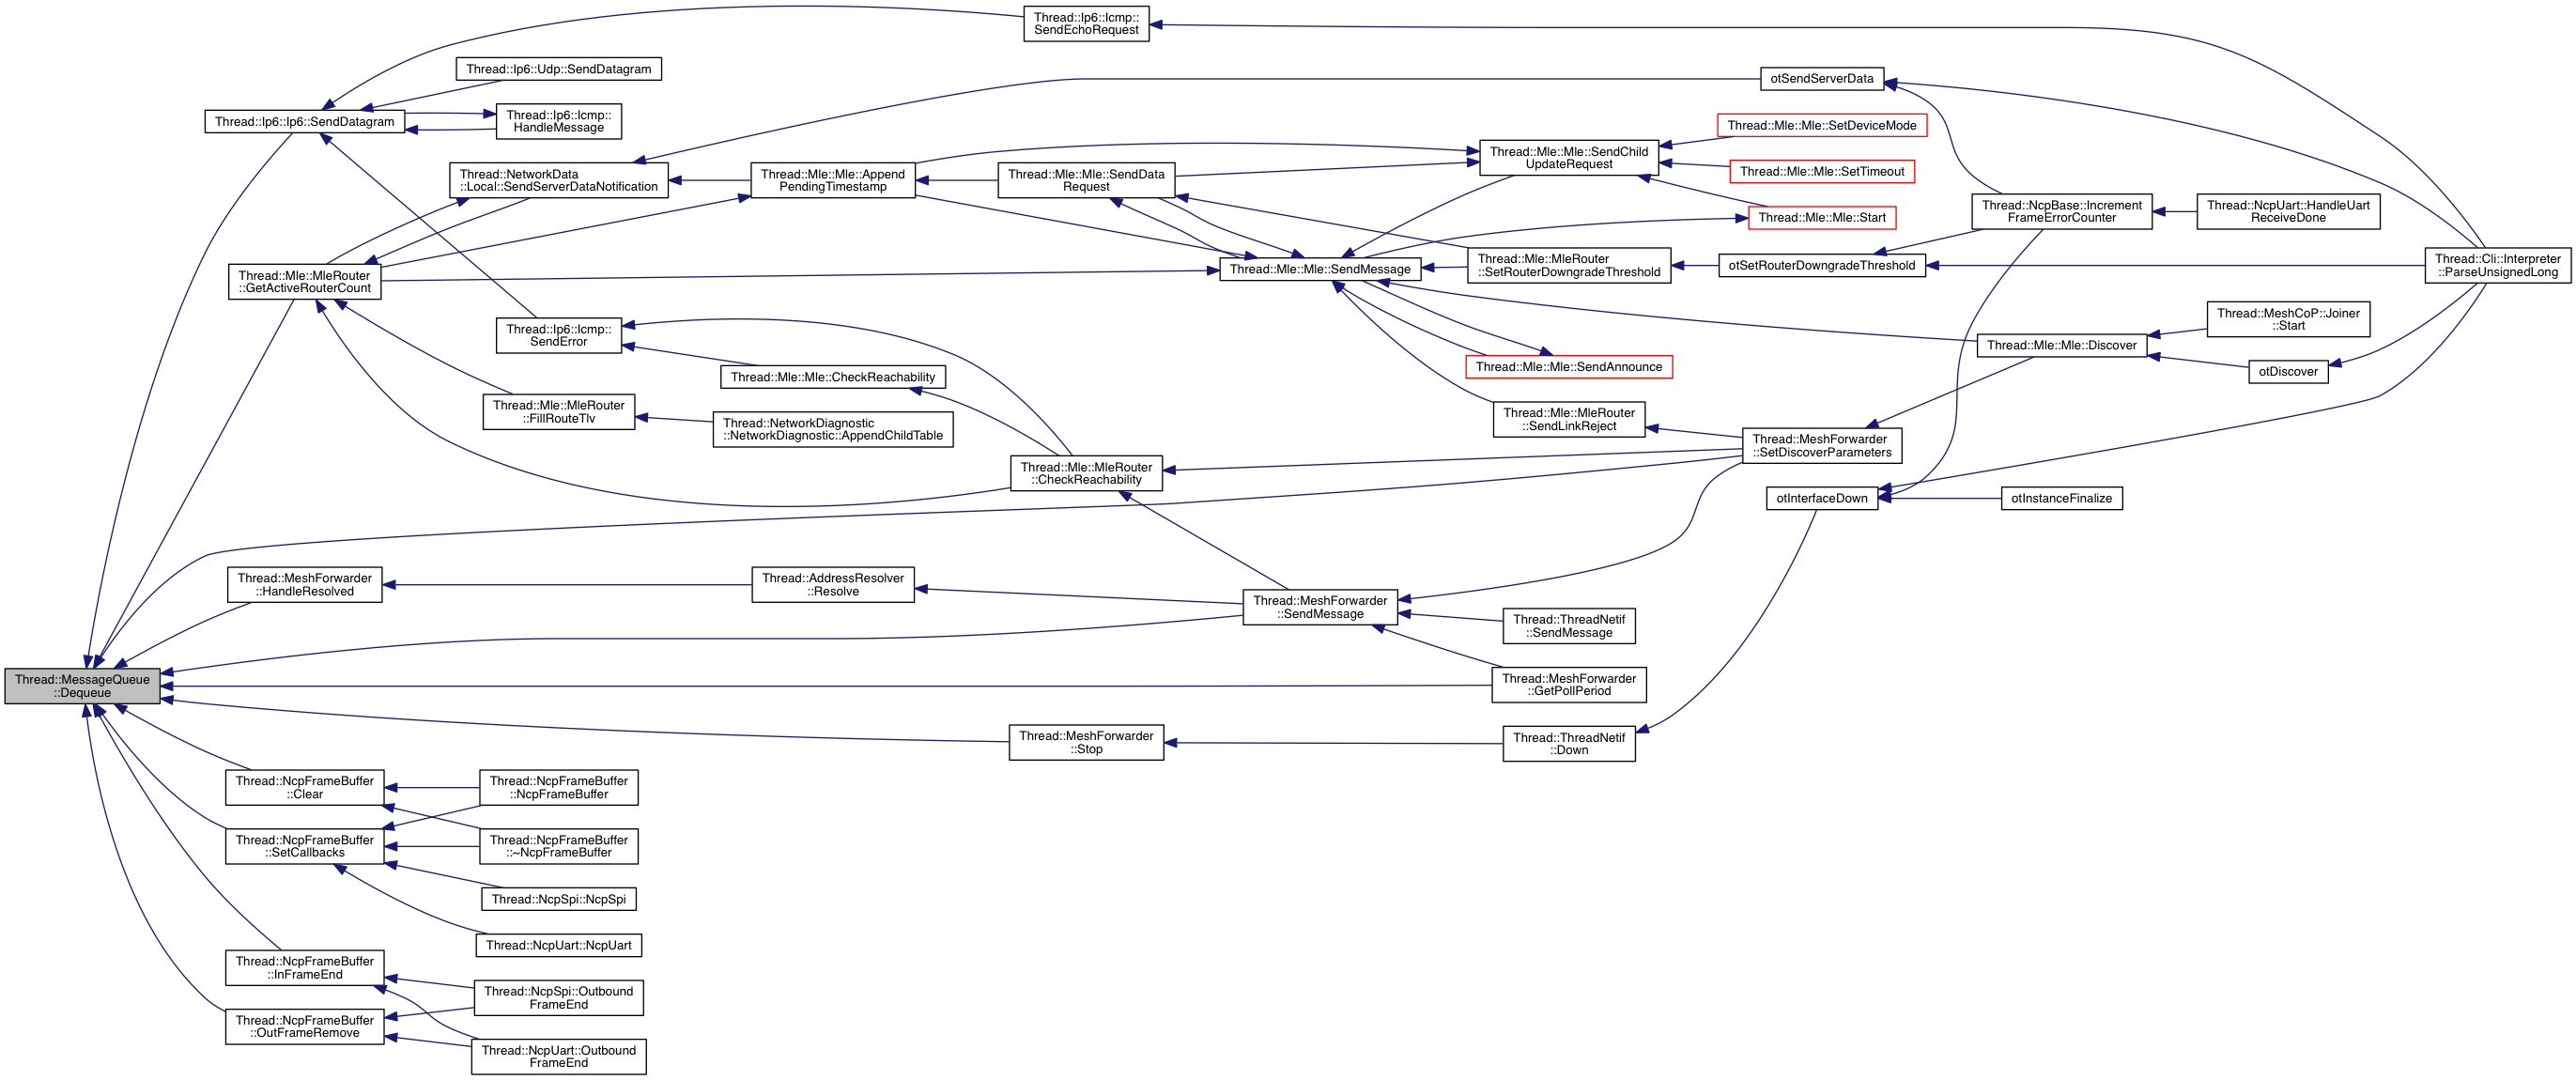 Thread::Ip6::Icmp::
SendEchoRequest
Thread::Ip6::Udp::SendDatagram
otSendServerData
Thread::Ip6::Ip6::SendDatagram
Thread::Ip6::Icmp::
HandleMessage
Thread::Mle::Mle::SetDeviceMode
Thread::Mle::Mle::SendChild
UpdateRequest
Thread::Mle::Mle::SetTimeout
Thread::NetworkData
::Local::SendServerDataNotification
Thread::Mle::Mle::Append
PendingTimestamp
Thread::Mle::Mle::SendData
Request
Thread::Mle::Mle::Start
Thread::NcpBase::Increment
FrameErrorCounter
Thread::NcpUart::HandleUart
ReceiveDone
Thread::Mle::MleRouter
::GetActiveRouterCount
Thread::Mle::Mle::SendMessage
Thread::Mle::MleRouter
::SetRouterDowngradeThreshold
otSetRouterDowngradeThreshold
Thread::Cli::Interpreter
::ParseUnsignedLong
Thread::Ip6::Icmp::
SendError
Thread::MeshCoP::Joiner
::Start
Thread::Mle::Mle::Discover
otDiscover
Thread::Mle::Mle::SendAnnounce
Thread::Mle::Mle::CheckReachability
Thread::Mle::MleRouter
::FillRouteTlv
Thread::NetworkDiagnostic
::NetworkDiagnostic::AppendChildTable
Thread::Mle::MleRouter
::SendLinkReject
Thread::MeshForwarder
::SetDiscoverParameters
Thread::Mle::MleRouter
::CheckReachability
otInterfaceDown
otInstanceFinalize
Thread::MeshForwarder
::HandleResolved
Thread::AddressResolver
::Resolve
Thread::MeshForwarder
::SendMessage
Thread::ThreadNetif
::SendMessage
Thread::MessageQueue
::Dequeue
Thread::MeshForwarder
::GetPollPeriod
Thread::MeshForwarder
::Stop
Thread::ThreadNetif
::Down
Thread::NcpFrameBuffer
::Clear
Thread::NcpFrameBuffer
::NcpFrameBuffer
Thread::NcpFrameBuffer
::SetCallbacks
Thread::NcpFrameBuffer
::~NcpFrameBuffer
Thread::NcpSpi::NcpSpi
Thread::NcpUart::NcpUart
Thread::NcpFrameBuffer
::InFrameEnd
Thread::NcpSpi::Outbound
FrameEnd
Thread::NcpFrameBuffer
::OutFrameRemove
Thread::NcpUart::Outbound
FrameEnd